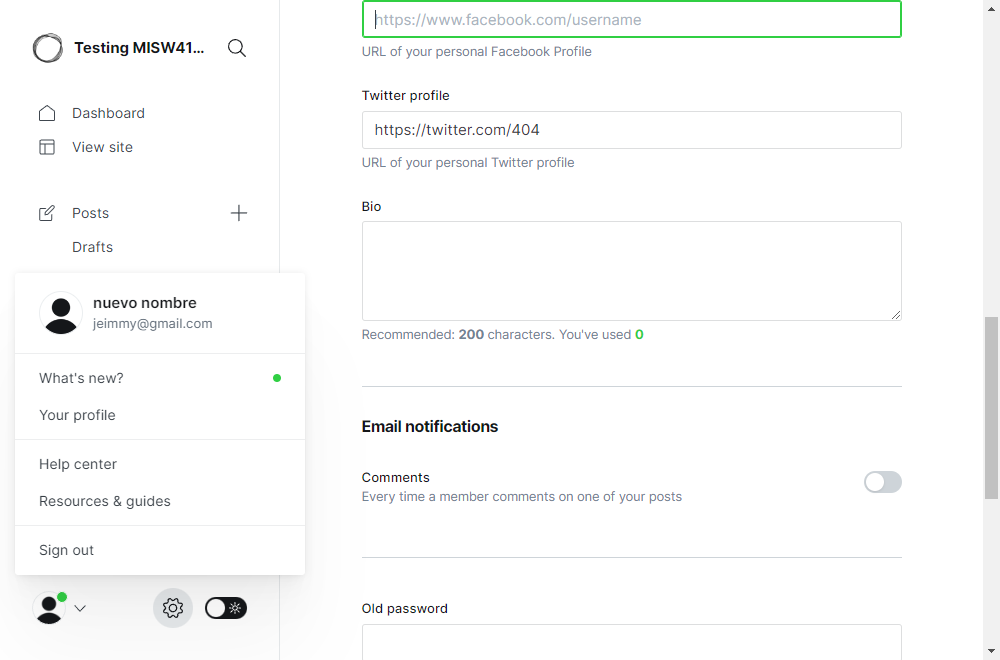 Testing MISW41...
Dashboard
View site
Posts
Drafts
nuevo nombre
jeimmy@gmail.com
What's new?
Your profile
Help center
Resources & guides
Sign out
https://www.facebook.com/username
URL of your personal Facebook Profile
Twitter profile
https://twitter.com/404
URL of your personal Twitter profile
Bio
Recommended: 200 characters. You've used 0
Email notifications
Comments
Every time a member comments on one of your posts
Old password